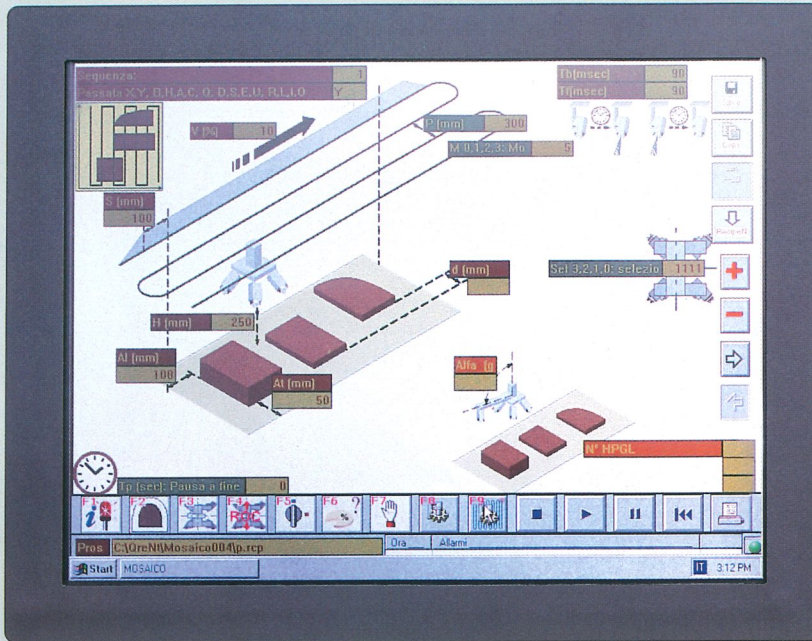 Sequenza: 1
Passata X,Y, B,H,A,C, Q, D,S,E,U, R,L,I,O Y
Tb[msec] 90
Tf[msec] 90
V [%] 10
P [mm] 300
M 0,1,2,3: Mo 5
S [mm]
100
d [mm]
Sel 3,2,1,0: selezio 1111
RompeN
H [mm] 250
Al [mm]
100
At [mm]
50
Alfa [g
N° HPGL
Tp [sec]: Pausa a fine 0
F1 F2 F3 F4 F5 F6 F7 F8 F9
ROC
Pros C:\QreNt\Mosaico004\p.rcp
Ora Allarmi
Start MOSAICO IT 3:12 PM